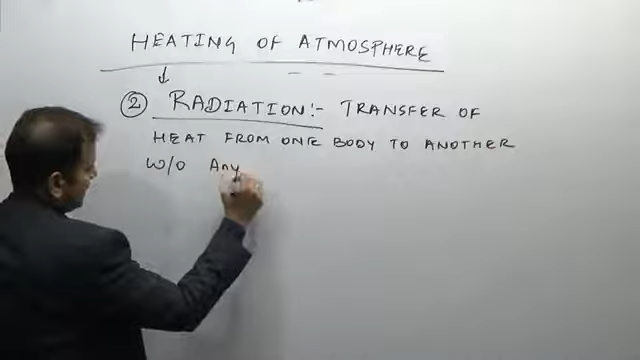 HEATING OF ATMOSPHERE
② RADIATION:- TRANSFER OF
HEAT FROM ONE BODY TO ANOTHER
W/O Any